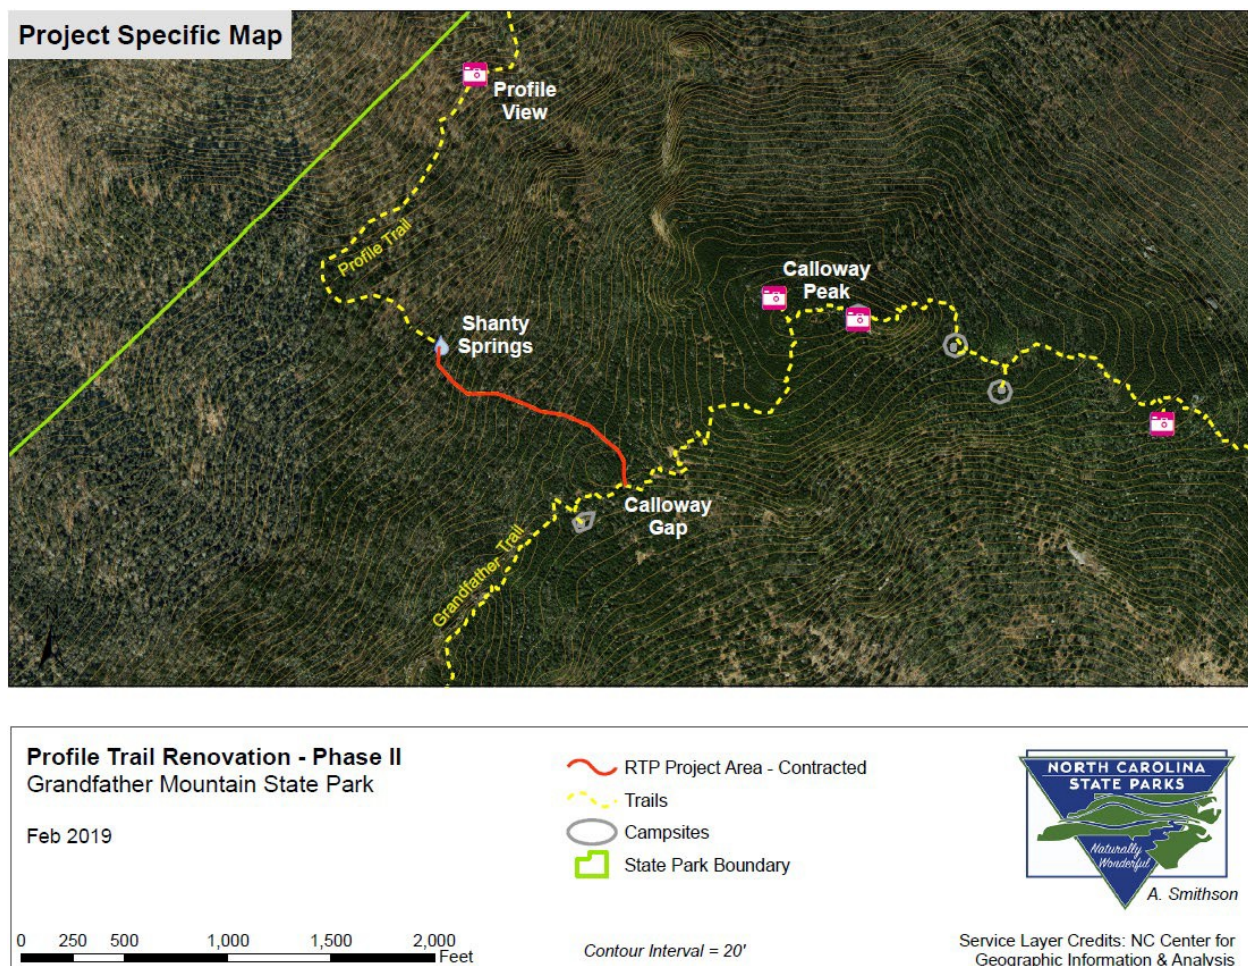 Project Specific Map
Profile
View
Profile Trail
Shanty
Springs
Calloway
Peak
Calloway
Gap
Grandfather Trail
N
Profile Trail Renovation - Phase II
Grandfather Mountain State Park
Feb 2019
0 250 500 1,000 1,500 2,000
Feet
RTP Project Area - Contracted
Trails
Campsites
State Park Boundary
Contour Interval = 20'
NORTH CAROLINA
STATE PARKS
Naturally
Wonderful
A. Smithson
Service Layer Credits: NC Center for
Geographic Information & Analysis